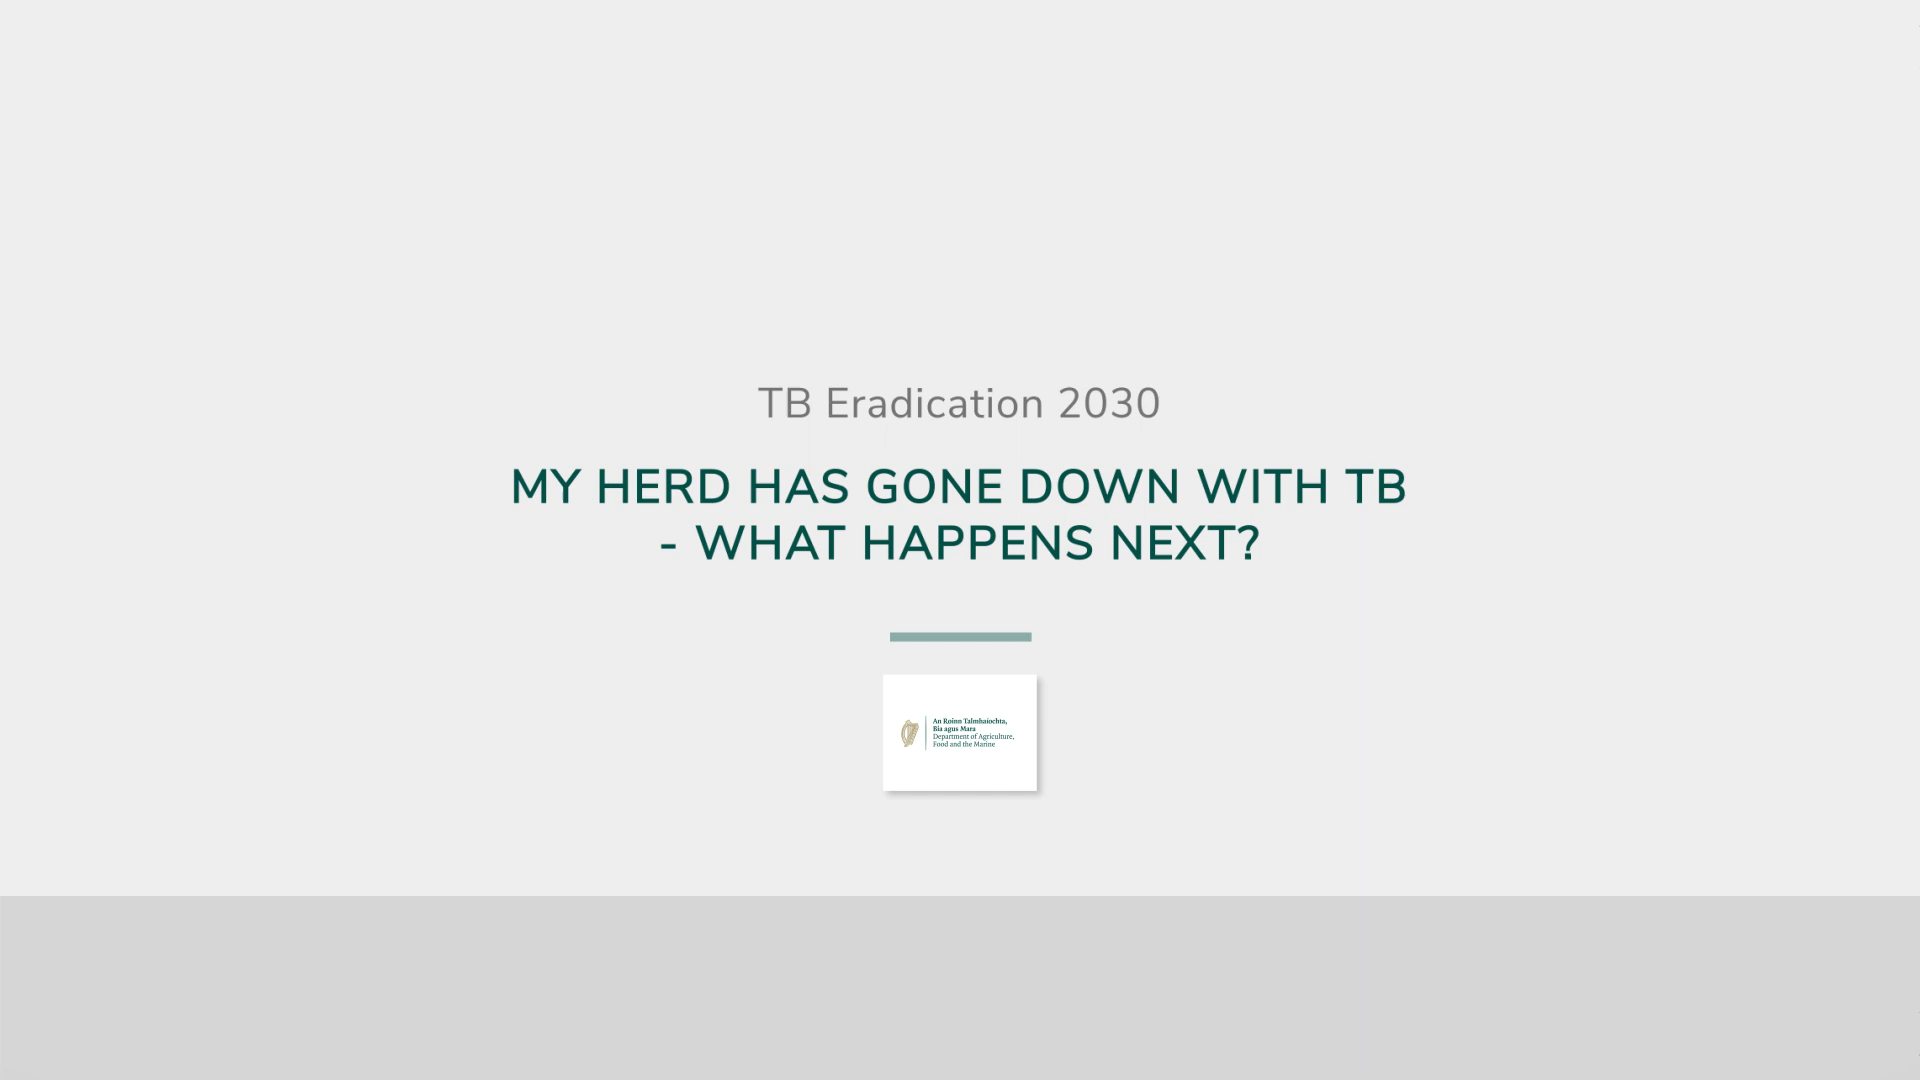 TB Eradication 2030
MY HERD HAS GONE DOWN WITH TB
- WHAT HAPPENS NEXT?
An Roinn Talmhaíochta,
Bia agus Mara
Department of Agriculture,
Food and the Marine